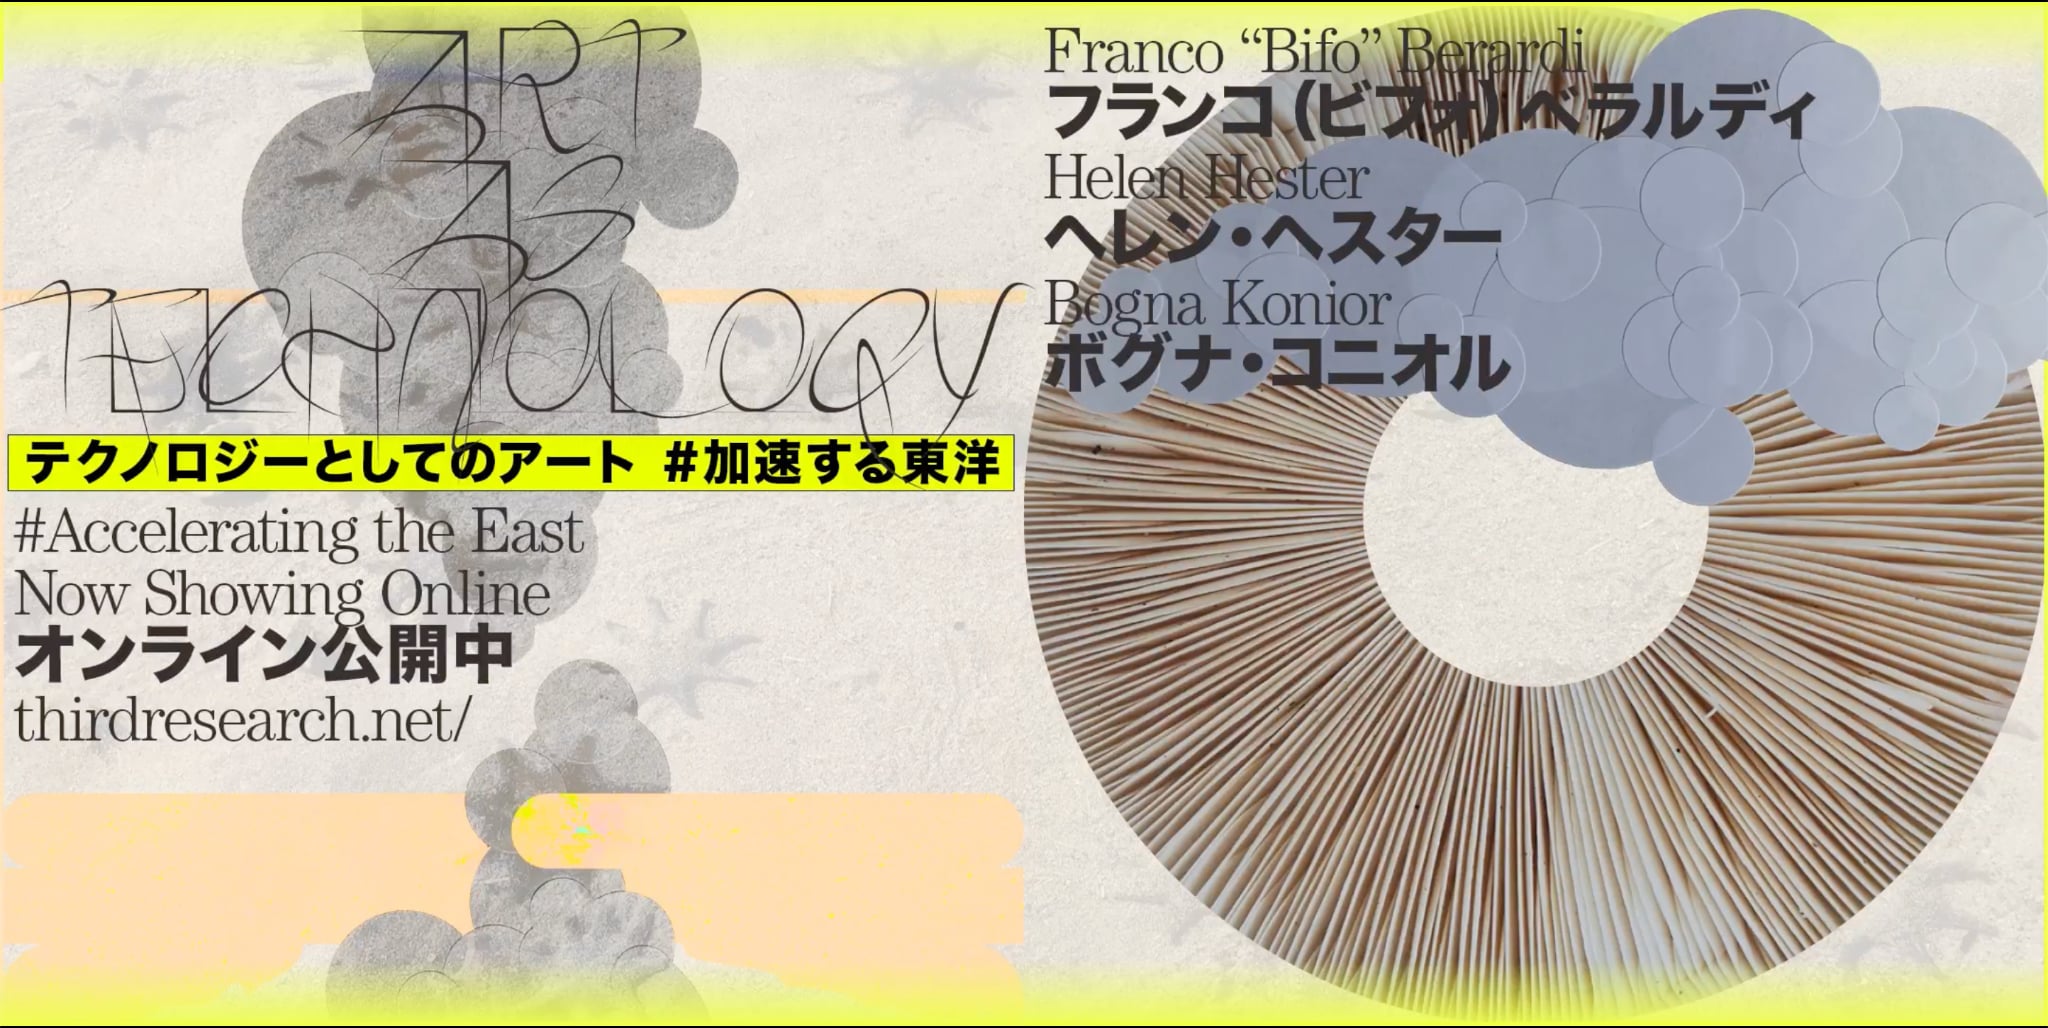 ART
AS
TECHNOLOGY
テクノロジーとしてのアート #加速する東洋
#Accelerating the East
Now Showing Online
オンライン公開中
thirdresearch.net/
Franco “Bifo” Berardi
フランコ（ビフォ）ベラルディ
Helen Hester
ヘレン・ヘスター
Bogna Konior
ボグナ・コニオル